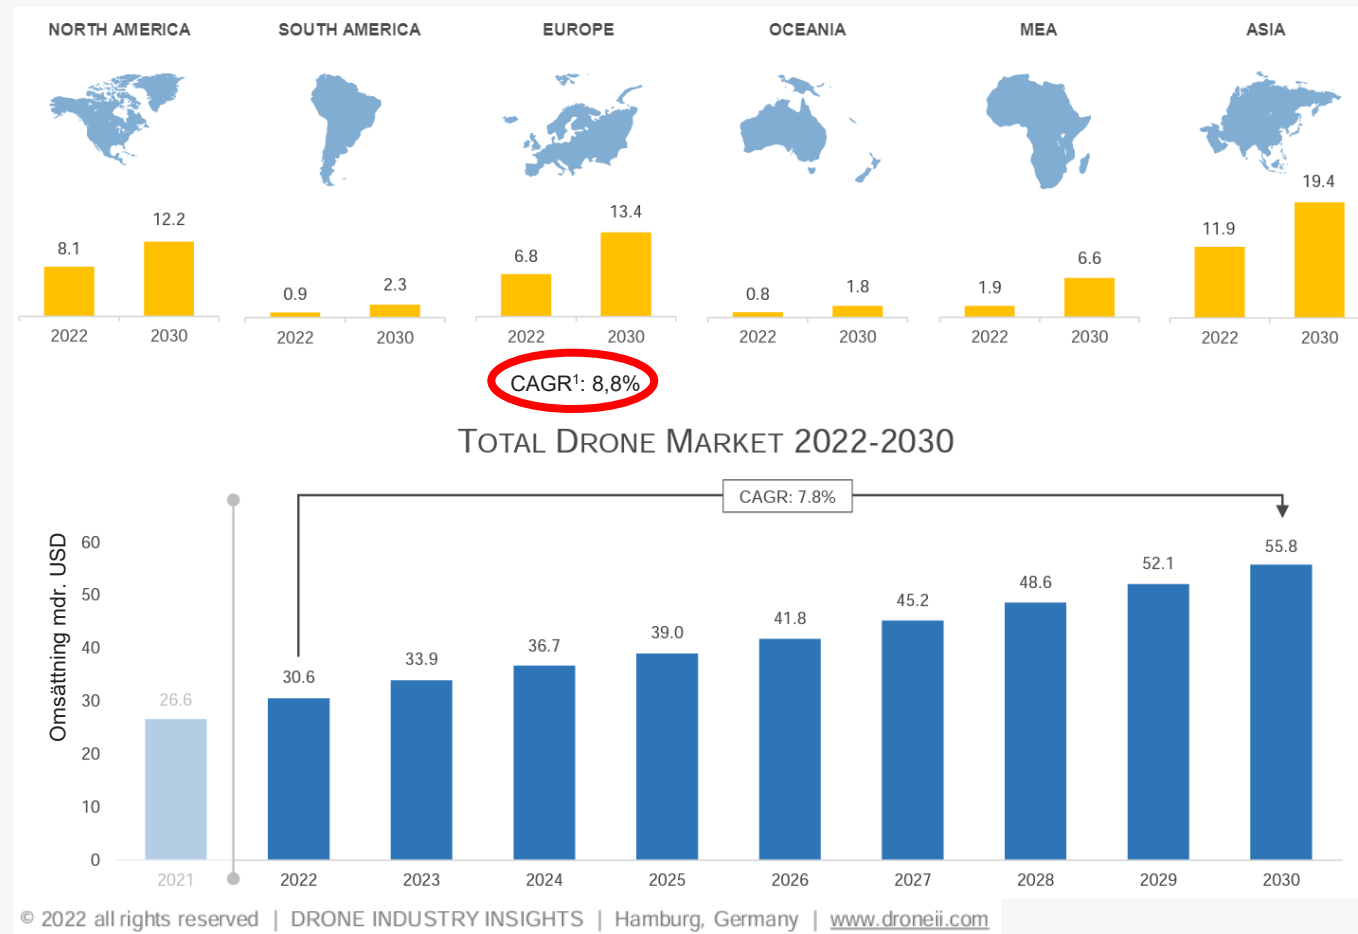 NORTH AMERICA SOUTH AMERICA EUROPE OCEANIA MEA ASIA
8.1 12.2 0.9 2.3 6.8 13.4 0.8 1.8 1.9 6.6 11.9 19.4
2022 2030 2022 2030 2022 2030 2022 2030 2022 2030 2022 2030
CAGR¹: 8,8%
TOTAL DRONE MARKET 2022-2030
CAGR: 7.8%
Omsättning mdr. USD
60
50
40
30
20
10
0
26.6 30.6 33.9 36.7 39.0 41.8 45.2 48.6 52.1 55.8
2021 2022 2023 2024 2025 2026 2027 2028 2029 2030
© 2022 all rights reserved | DRONE INDUSTRY INSIGHTS | Hamburg, Germany | www.droneii.com